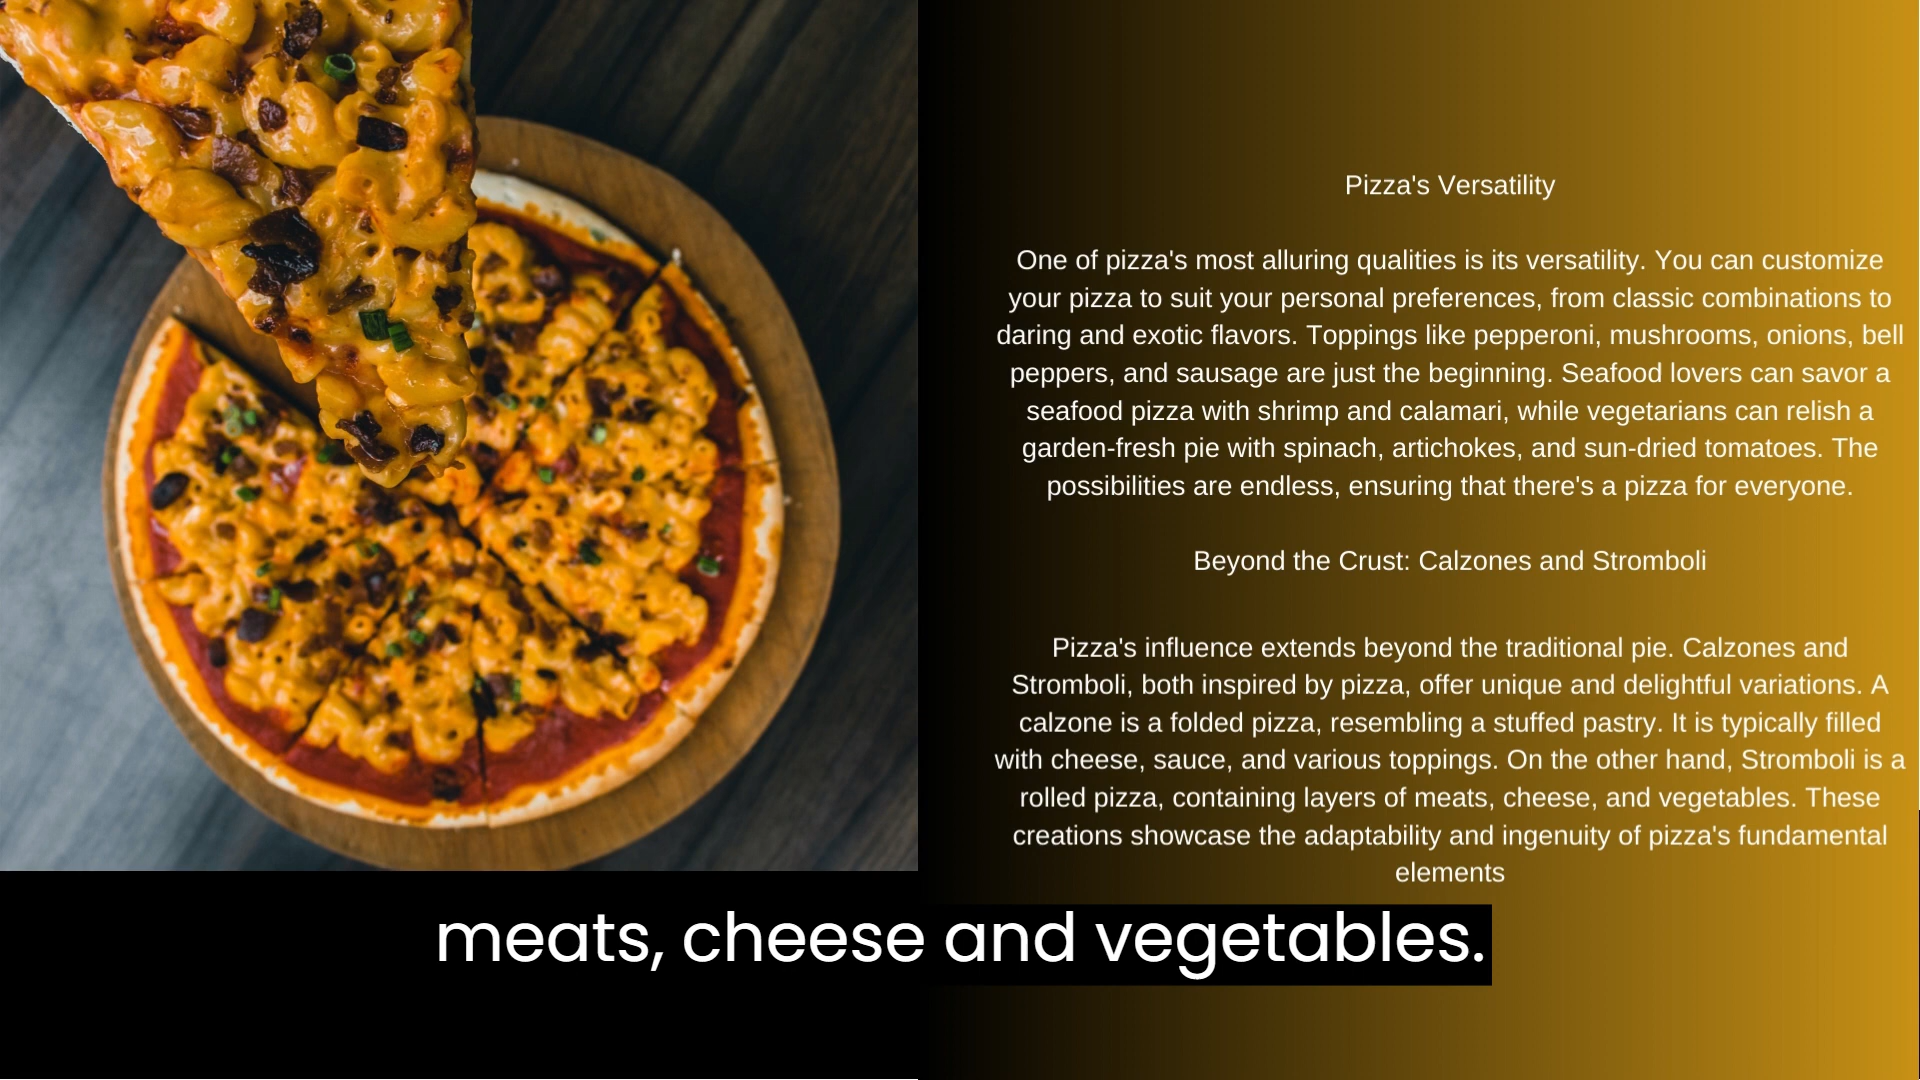 Pizza's Versatility
One of pizza's most alluring qualities is its versatility. You can customize
your pizza to suit your personal preferences, from classic combinations to
daring and exotic flavors. Toppings like pepperoni, mushrooms, onions, bell
peppers, and sausage are just the beginning. Seafood lovers can savor a
seafood pizza with shrimp and calamari, while vegetarians can relish a
garden-fresh pie with spinach, artichokes, and sun-dried tomatoes. The
possibilities are endless, ensuring that there's a pizza for everyone.
Beyond the Crust: Calzones and Stromboli
Pizza's influence extends beyond the traditional pie. Calzones and
Stromboli, both inspired by pizza, offer unique and delightful variations. A
calzone is a folded pizza, resembling a stuffed pastry. It is typically filled
with cheese, sauce, and various toppings. On the other hand, Stromboli is a
rolled pizza, containing layers of meats, cheese, and vegetables. These
creations showcase the adaptability and ingenuity of pizza's fundamental
elements
meats, cheese and vegetables.